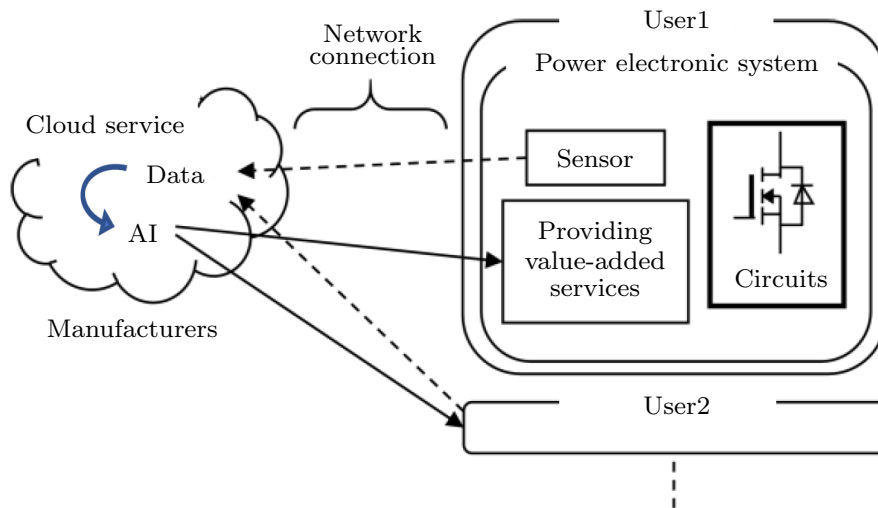 User1
Network
connection
Power electronic system
Cloud service
Data
AI
Manufacturers
Sensor
Providing
value-added
services
Circuits
User2